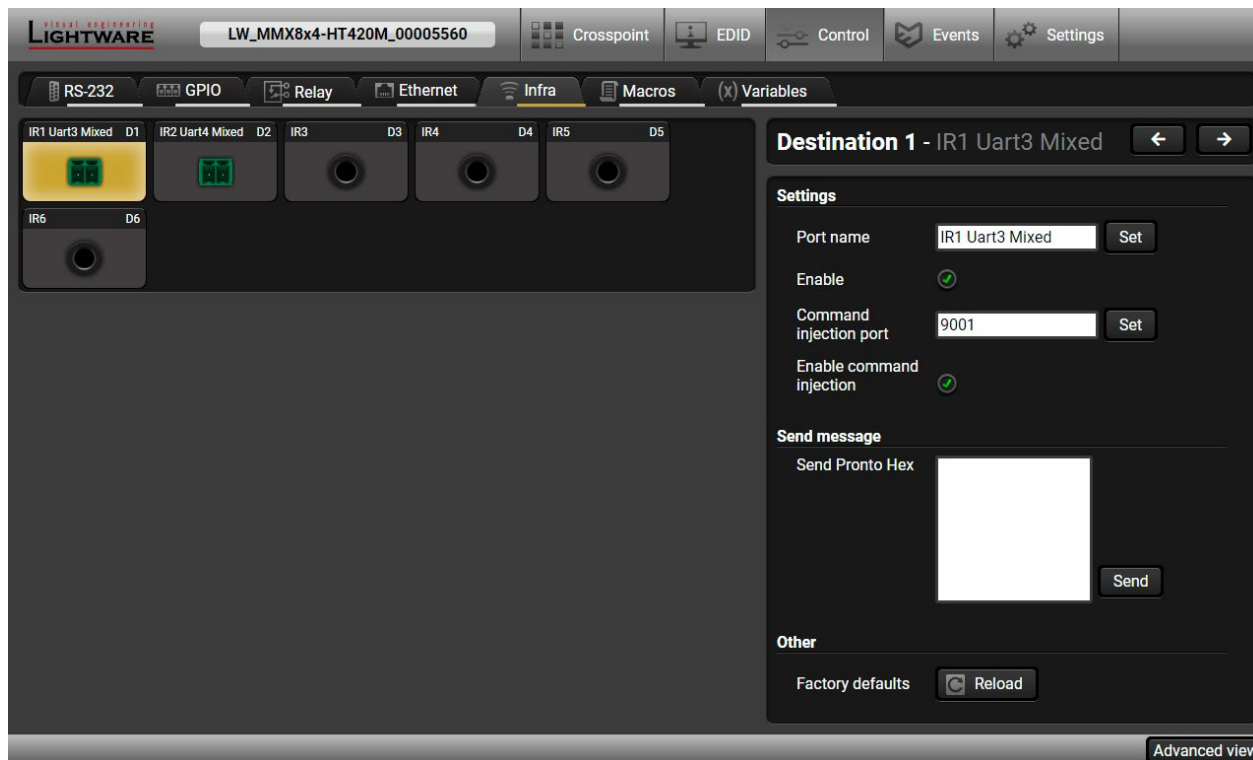 visual engineering
LIGHTWARE
LW_MMX8x4-HT420M_00005560
Crosspoint
EDID
Control
Events
Settings
RS-232
GPIO
Relay
Ethernet
Infra
Macros
(x) Variables
IR1 Uart3 Mixed D1
IR2 Uart4 Mixed D2
IR3 D3
IR4 D4
IR5 D5
IR6 D6
Destination 1 - IR1 Uart3 Mixed
Settings
Port name
IR1 Uart3 Mixed
Set
Enable
Command
injection port
9001
Set
Enable command
injection
Send message
Send Pronto Hex
Send
Other
Factory defaults
Reload
Advanced view